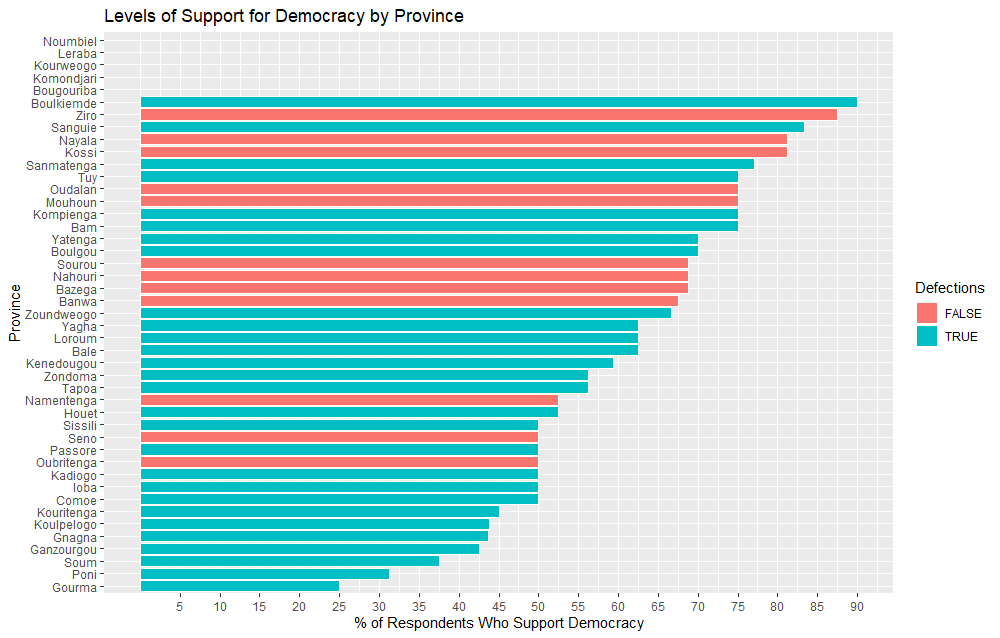 Levels of Support for Democracy by Province
Province
Noumbiel
Leraba
Kourweogo
Komondjari
Bougouriba
Boulkiemde
Ziro
Sanguie
Nayala
Kossi
Sanmatenga
Tuy
Oudalan
Mouhoun
Kompienga
Bam
Yatenga
Boulgou
Sourou
Nahouri
Bazega
Banwa
Zoundweogo
Yagha
Loroum
Bale
Kenedougou
Zondoma
Tapoa
Namentenga
Houet
Sissili
Seno
Passore
Oubritenga
Kadiogo
Ioba
Comoe
Kouritenga
Koulpelogo
Gnagna
Ganzourgou
Soum
Poni
Gourma
5 10 15 20 25 30 35 40 45 50 55 60 65 70 75 80 85 90
% of Respondents Who Support Democracy
Defections
FALSE
TRUE